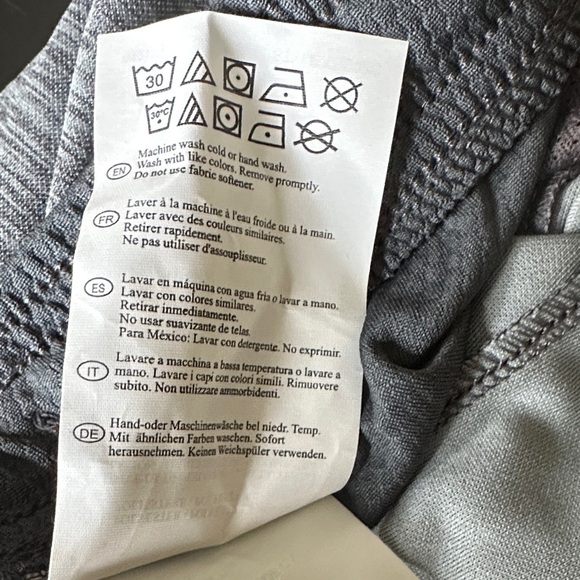 30
30°C
EN Machine wash cold or hand wash.
Wash with like colors. Remove promptly.
Do not use fabric softener.
FR Laver à la machine à l'eau froide ou à la main.
Laver avec des couleurs similaires.
Retirer rapidement.
Ne pas utiliser d'assouplisseur.
ES Lavar en máquina con agua fria o lavar a mano.
Lavar con colores similares.
Retirar inmediatamente.
No usar suavizante de telas.
Para México: Lavar con detergente. No exprimir.
IT Lavare a macchina a bassa temperatura o lavare a
mano. Lavare i capi con colori simili. Rimuovere
subito. Non utilizzare ammorbidenti.
DE Hand-oder Maschinenwäsche bel niedr. Temp.
Mit ähnlichen Farben waschen. Sofort
herausnehmen. Keinen Weichspüler verwenden.